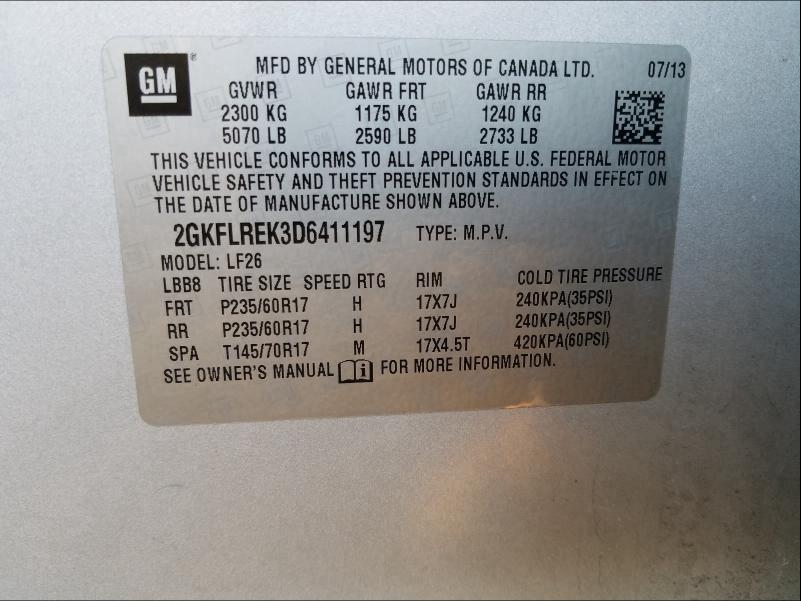 GM ® MFD BY GENERAL MOTORS OF CANADA LTD. 07/13
GVWR GAWR FRT GAWR RR
2300 KG 1175 KG 1240 KG
5070 LB 2590 LB 2733 LB
THIS VEHICLE CONFORMS TO ALL APPLICABLE U.S. FEDERAL MOTOR
VEHICLE SAFETY AND THEFT PREVENTION STANDARDS IN EFFECT ON
THE DATE OF MANUFACTURE SHOWN ABOVE.
2GKFLREK3D6411197 TYPE: M.P.V.
MODEL: LF26
LBB8 TIRE SIZE SPEED RTG RIM COLD TIRE PRESSURE
FRT P235/60R17 H 17X7J 240KPA(35PSI)
RR P235/60R17 H 17X7J 240KPA(35PSI)
SPA T145/70R17 M 17X4.5T 420KPA(60PSI)
SEE OWNER'S MANUAL i FOR MORE INFORMATION.